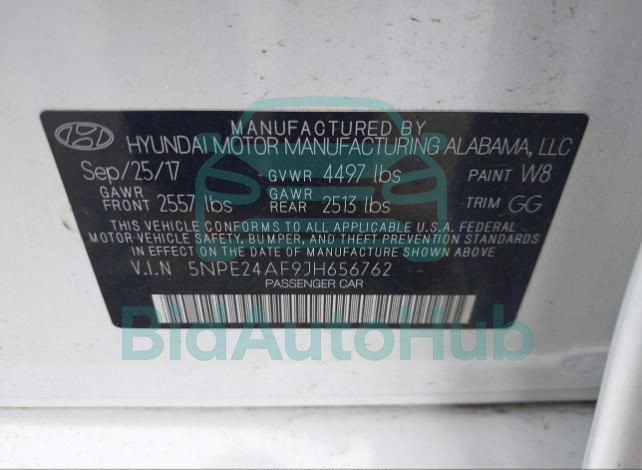 MANUFACTURED BY
HYUNDAI MOTOR MANUFACTURING ALABAMA, LLC
Sep/25/17 GVWR 4497 lbs PAINT W8
GAWR FRONT 2557 lbs GAWR REAR 2513 lbs TRIM GG
THIS VEHICLE CONFORMS TO ALL APPLICABLE U.S.A. FEDERAL
MOTOR VEHICLE SAFETY, BUMPER, AND THEFT PREVENTION STANDARDS
IN EFFECT ON THE DATE OF MANUFACTURE SHOWN ABOVE
V.I.N 5NPE24AF9JH656762
PASSENGER CAR
BidAutoHub